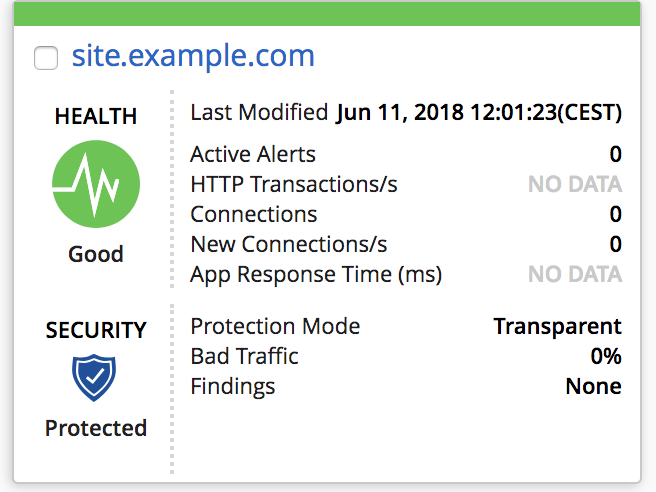 site.example.com
HEALTH
Good
Last Modified Jun 11, 2018 12:01:23(CEST)
Active Alerts 0
HTTP Transactions/s NO DATA
Connections 0
New Connections/s 0
App Response Time (ms) NO DATA
SECURITY
Protected
Protection Mode Transparent
Bad Traffic 0%
Findings None